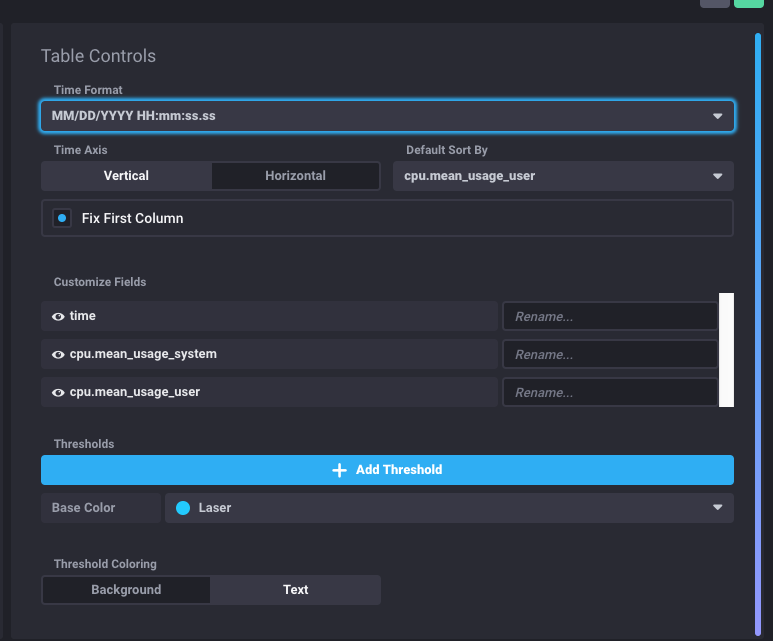 Table Controls
Time Format
MM/DD/YYYY HH:mm:ss.ss
Time Axis
Default Sort By
Vertical
Horizontal
cpu.mean_usage_user
Fix First Column
Customize Fields
time
Rename...
cpu.mean_usage_system
Rename...
cpu.mean_usage_user
Rename...
Thresholds
Add Threshold
Base Color
Laser
Threshold Coloring
Background
Text